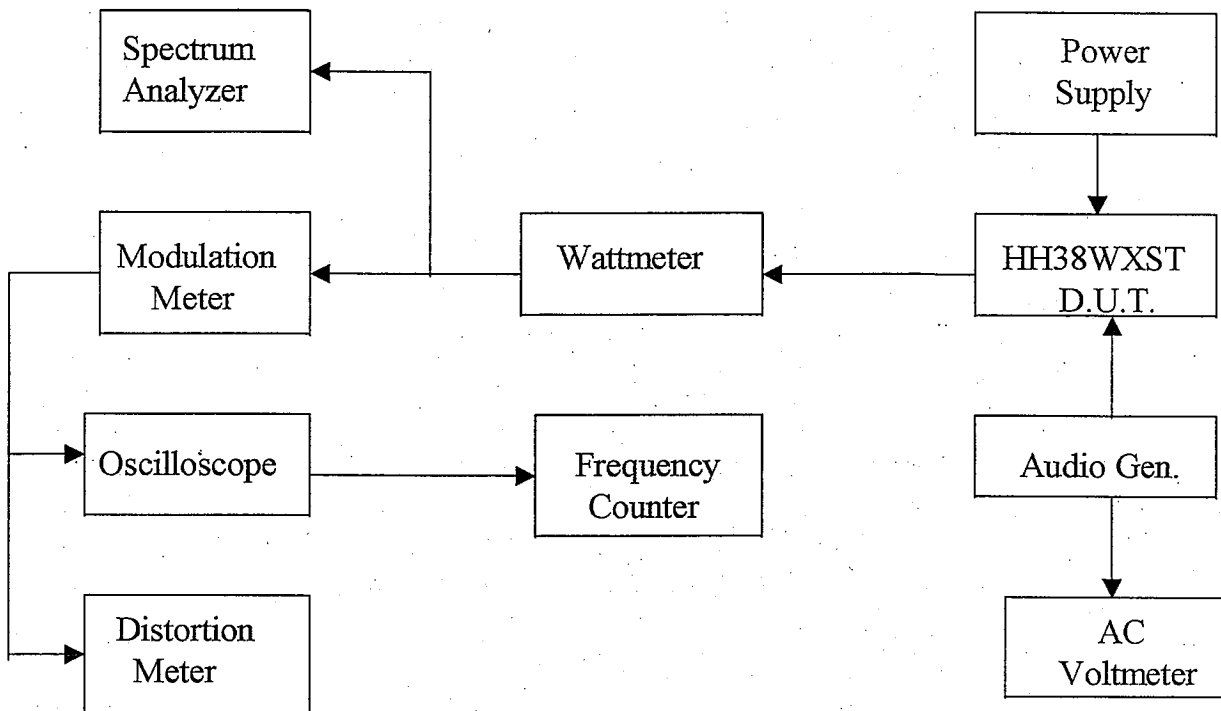 Spectrum
Analyzer
Power
Supply
Modulation
Meter
Wattmeter
HH38WXST
D.U.T.
Oscilloscope
Frequency
Counter
Audio Gen.
Distortion
Meter
AC
Voltmeter